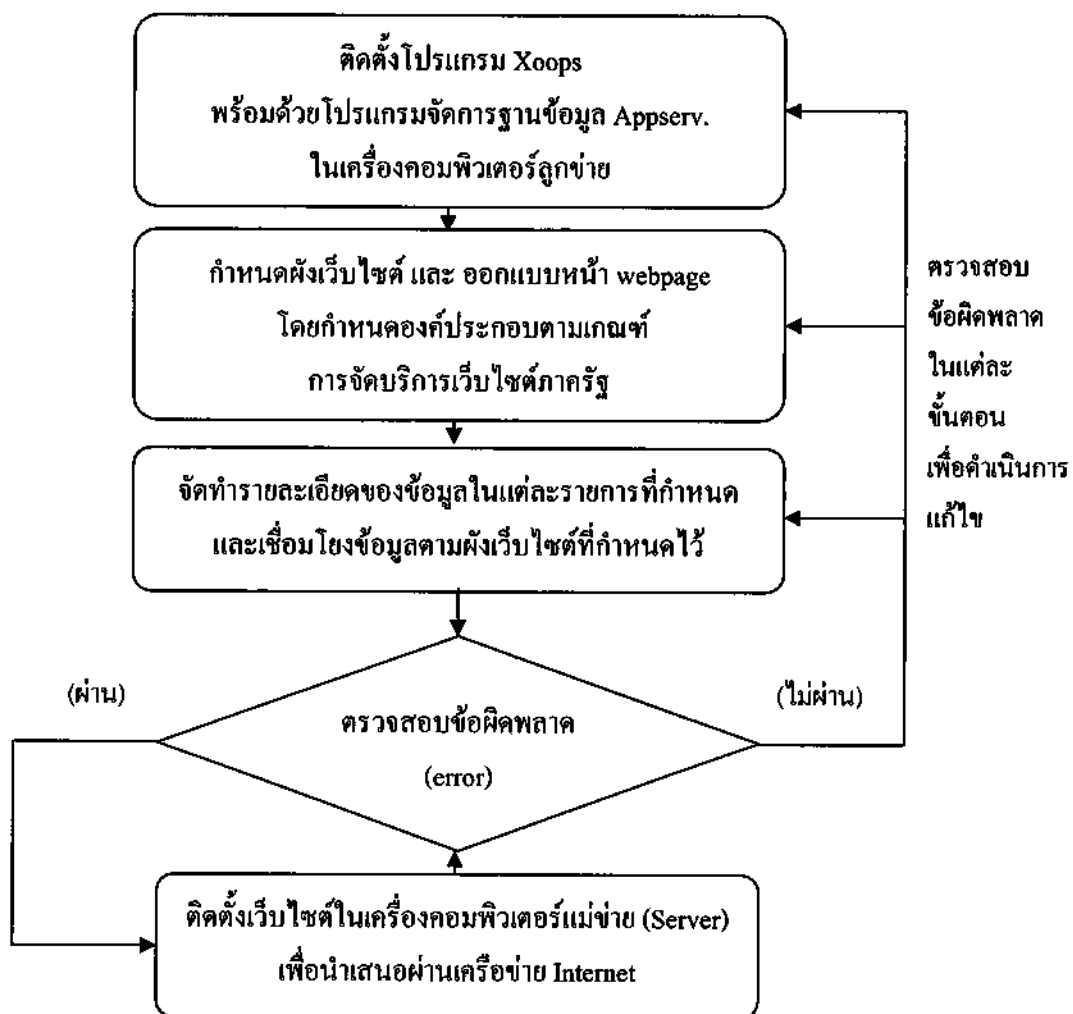 ติดตั้งโปรแกรม Xoops
พร้อมด้วยโปรแกรมจัดการฐานข้อมูล Appserv.
ในเครื่องคอมพิวเตอร์ลูกข่าย
กำหนดผังเว็บไซต์ และ ออกแบบหน้า webpage
โดยกำหนดองค์ประกอบตามเกณฑ์
การจัดบริการเว็บไซต์ภาครัฐ
ตรวจสอบ
ข้อผิดพลาด
ในแต่ละ
ขั้นตอน
เพื่อดำเนินการ
แก้ไข
จัดทำรายละเอียดของข้อมูลในแต่ละรายการที่กำหนด
และเชื่อมโยงข้อมูลตามผังเว็บไซต์ที่กำหนดไว้
(ผ่าน)
(ไม่ผ่าน)
ตรวจสอบข้อผิดพลาด
(error)
ติดตั้งเว็บไซต์ในเครื่องคอมพิวเตอร์แม่ข่าย (Server)
เพื่อนำเสนอผ่านเครือข่าย Internet